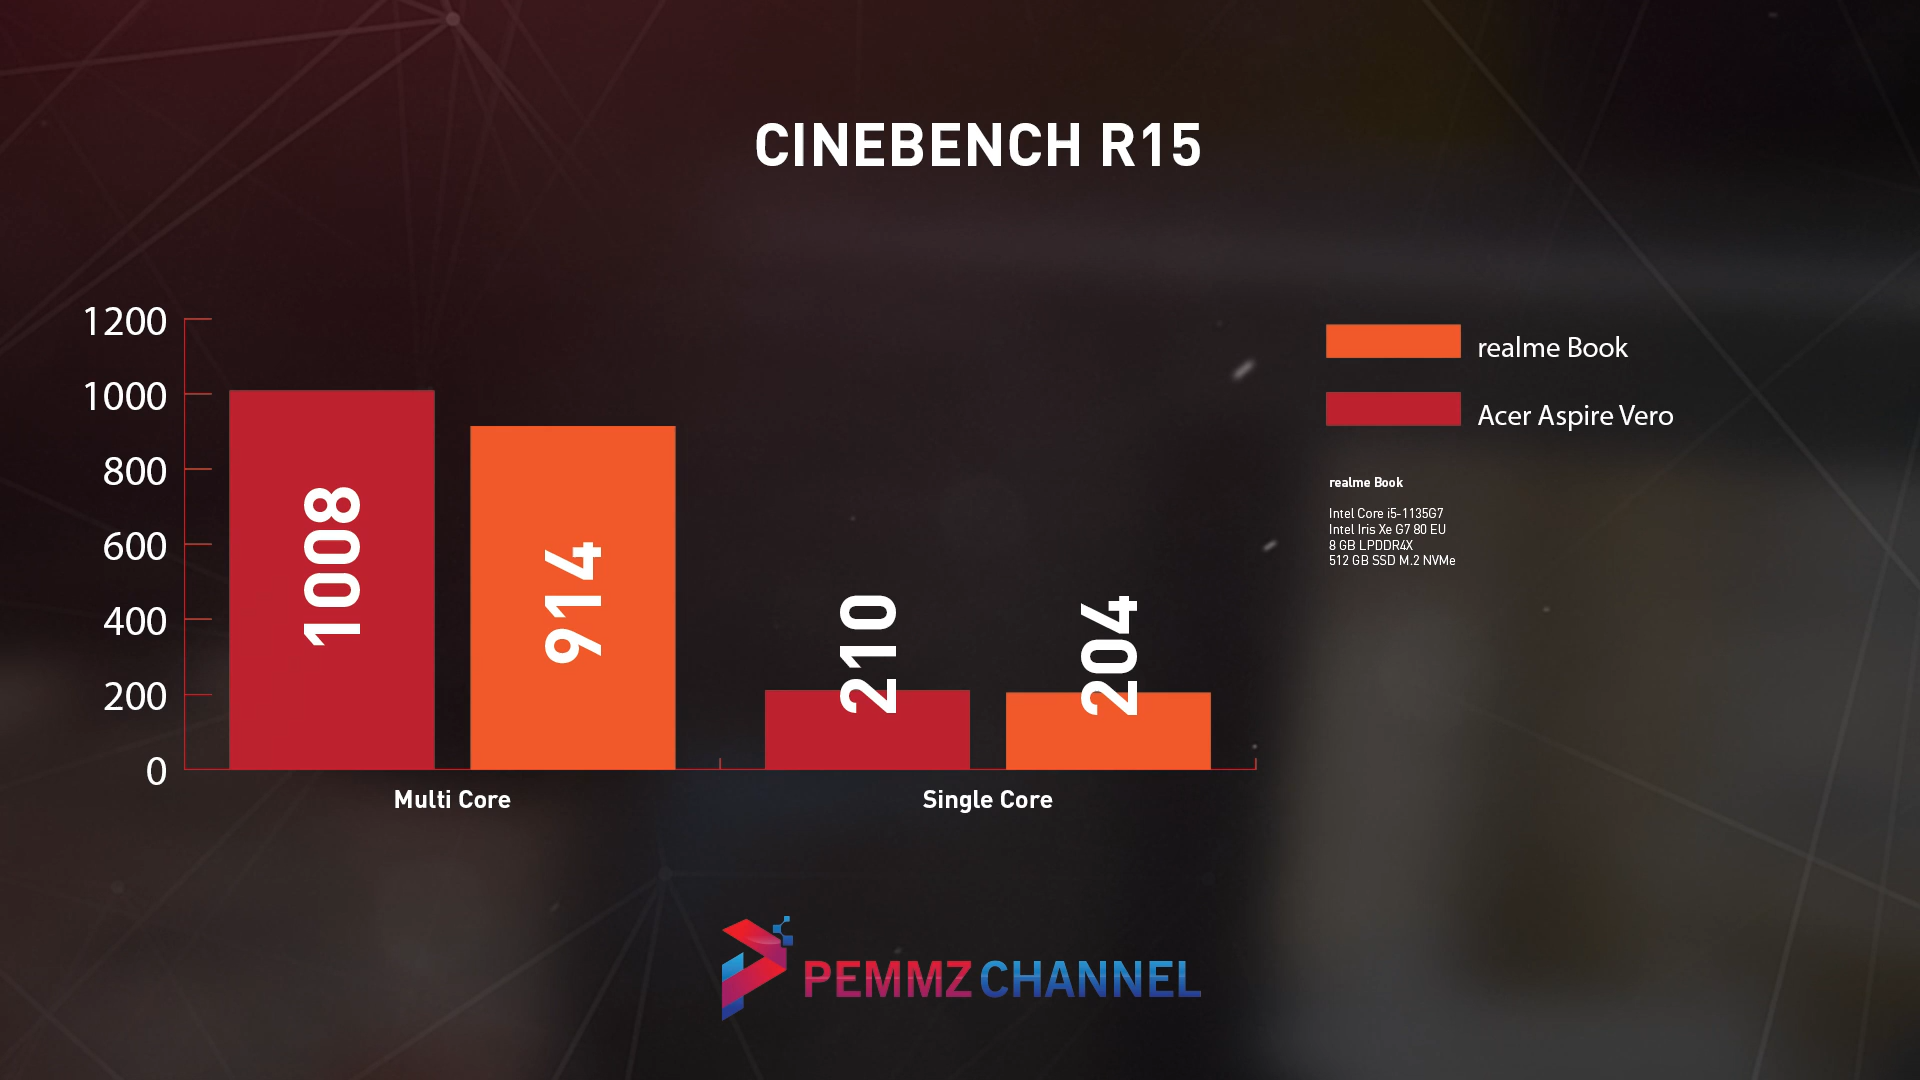 CINEBENCH R15
1200
1000
800
600
400
200
0
1008
914
210
204
Multi Core
Single Core
realme Book
Acer Aspire Vero
realme Book
Intel Core i5-1135G7
Intel Iris Xe G7 80 EU
8 GB LPDDR4X
512 GB SSD M.2 NVMe
PEMMZ CHANNEL